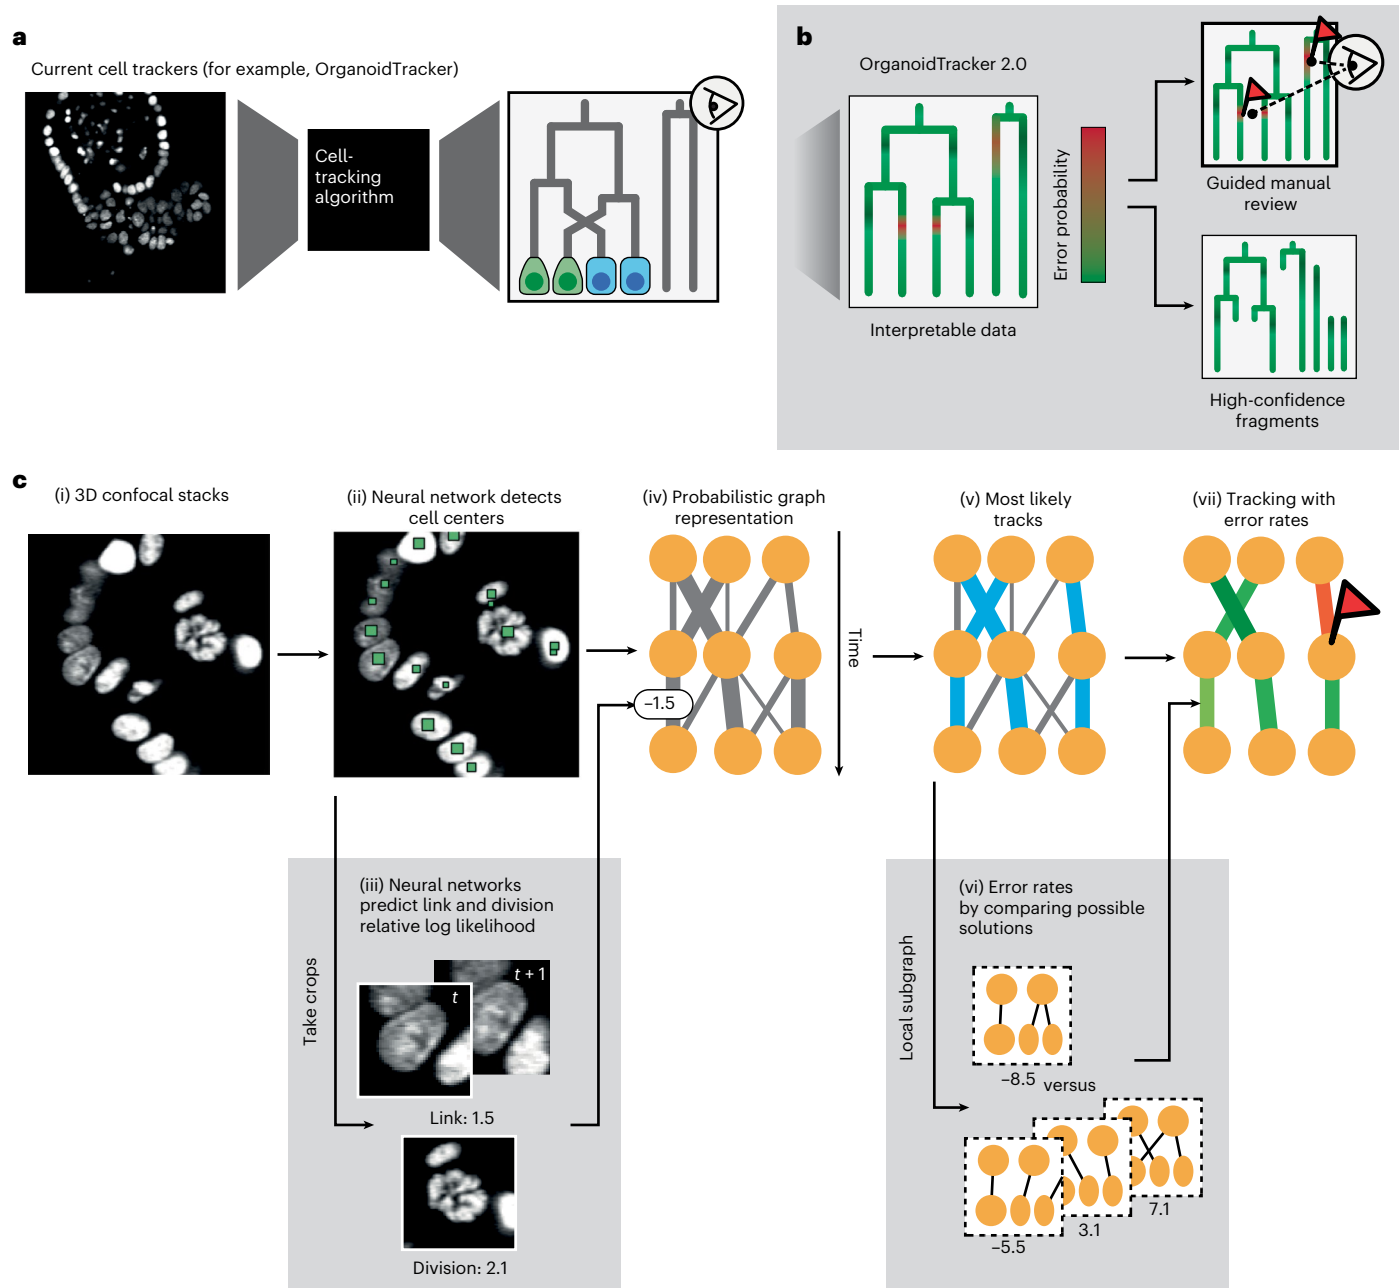 a
Current cell trackers (for example, OrganoidTracker)
Cell-
tracking
algorithm
b
OrganoidTracker 2.0
Interpretable data
Error probability
Guided manual
review
High-confidence
fragments
c
(i) 3D confocal stacks
(ii) Neural network detects
cell centers
(iv) Probabilistic graph
representation
−1.5
Time
(v) Most likely
tracks
(vii) Tracking with
error rates
Take crops
(iii) Neural networks
predict link and division
relative log likelihood
t
t + 1
Link: 1.5
Division: 2.1
Local subgraph
(vi) Error rates
by comparing possible
solutions
−8.5
versus
−5.5
3.1
7.1